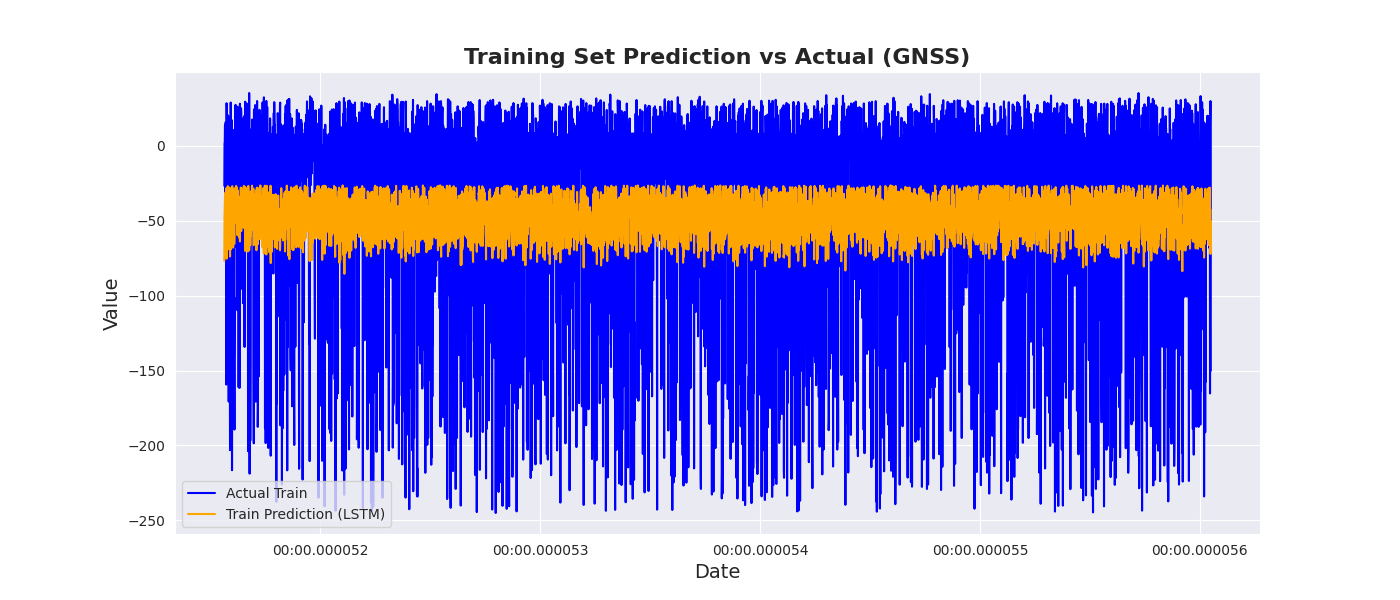 Training Set Prediction vs Actual (GNSS)
Value
0
−50
−100
−150
−200
−250
Actual Train
Train Prediction (LSTM)
00:00.000052 00:00.000053 00:00.000054 00:00.000055 00:00.000056
Date